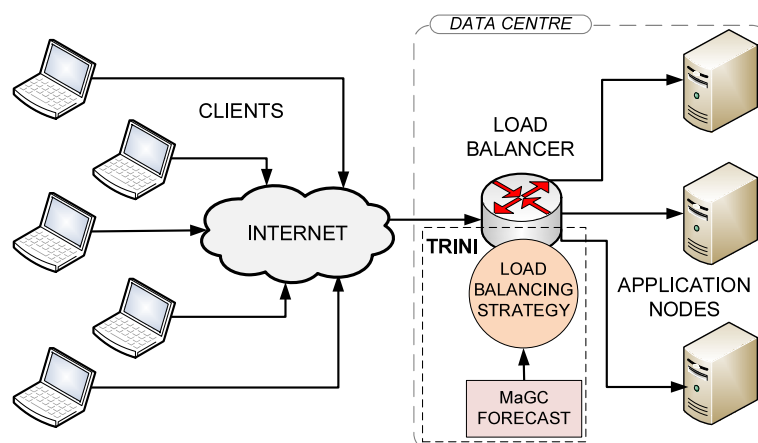 DATA CENTRE
CLIENTS
LOAD
BALANCER
INTERNET
TRINI
LOAD
BALANCING
STRATEGY
APPLICATION
NODES
MaGC
FORECAST